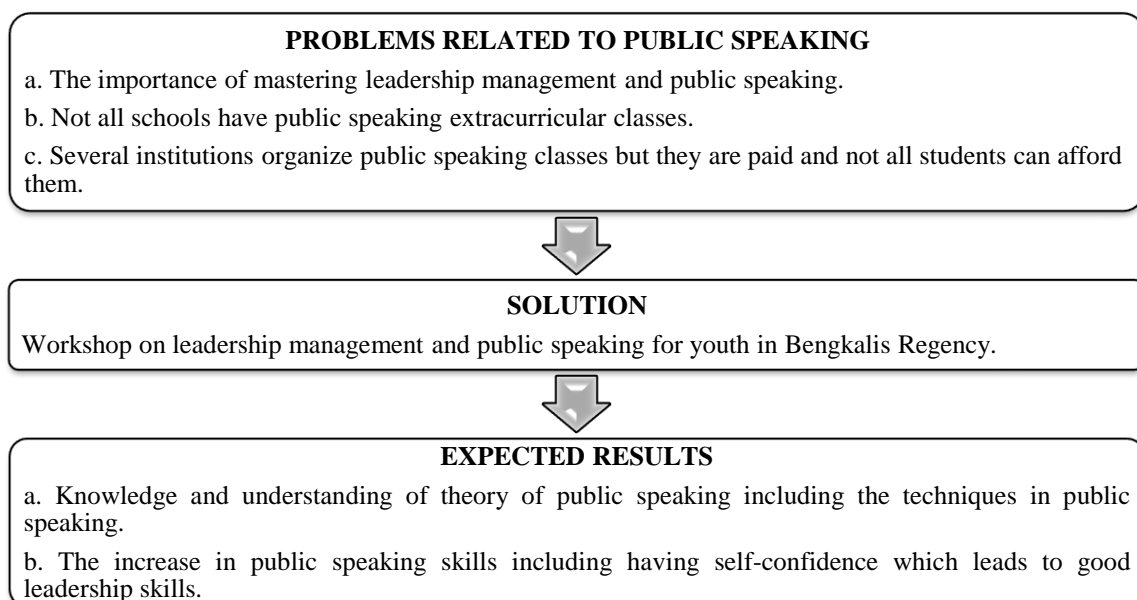 PROBLEMS RELATED TO PUBLIC SPEAKING
a. The importance of mastering leadership management and public speaking.
b. Not all schools have public speaking extracurricular classes.
c. Several institutions organize public speaking classes but they are paid and not all students can afford
them.
SOLUTION
Workshop on leadership management and public speaking for youth in Bengkalis Regency.
EXPECTED RESULTS
a. Knowledge and understanding of theory of public speaking including the techniques in public
speaking.
b. The increase in public speaking skills including having self-confidence which leads to good
leadership skills.